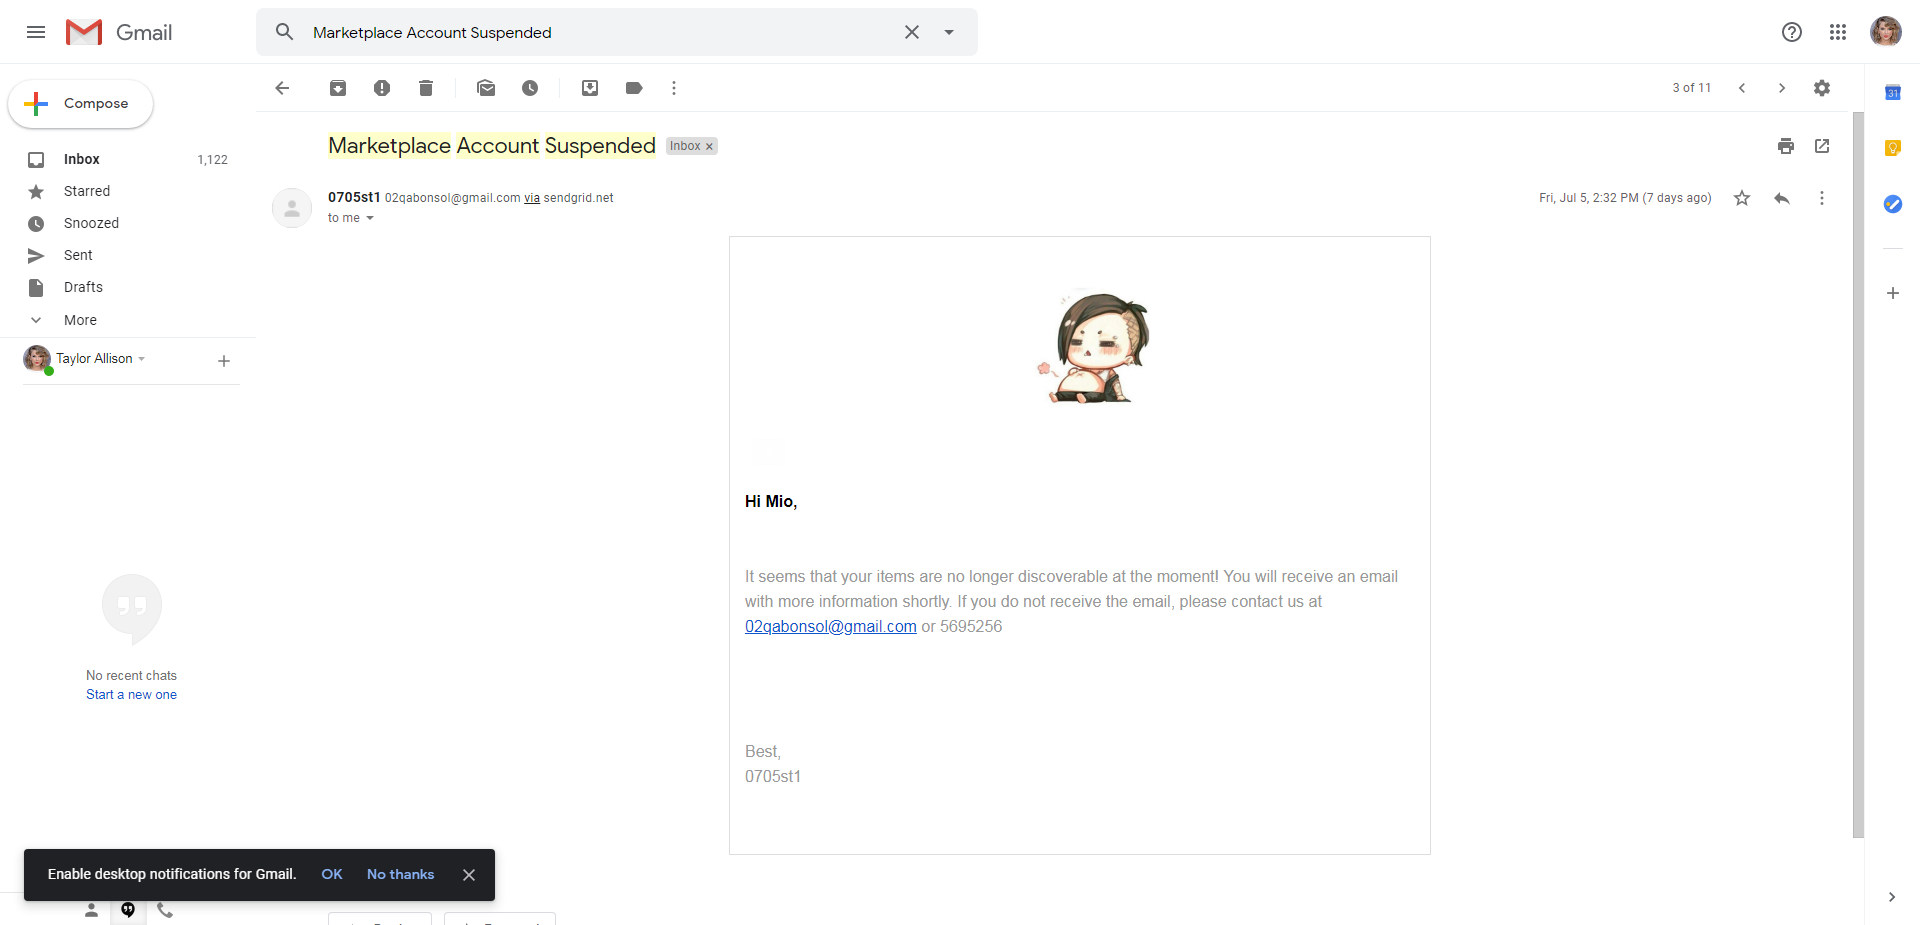 Gmail
Marketplace Account Suspended
Compose
3 of 11
31
Marketplace Account Suspended Inbox ×
Inbox 1,122
Starred
Snoozed
Sent
Drafts
More
0705st1 02qabonsol@gmail.com via sendgrid.net
to me
Fri, Jul 5, 2:32 PM (7 days ago)
Taylor Allison
Hi Mio,
It seems that your items are no longer discoverable at the moment! You will receive an email
with more information shortly. If you do not receive the email, please contact us at
02qabonsol@gmail.com or 5695256
Best,
0705st1
No recent chats
Start a new one
Enable desktop notifications for Gmail. OK No thanks